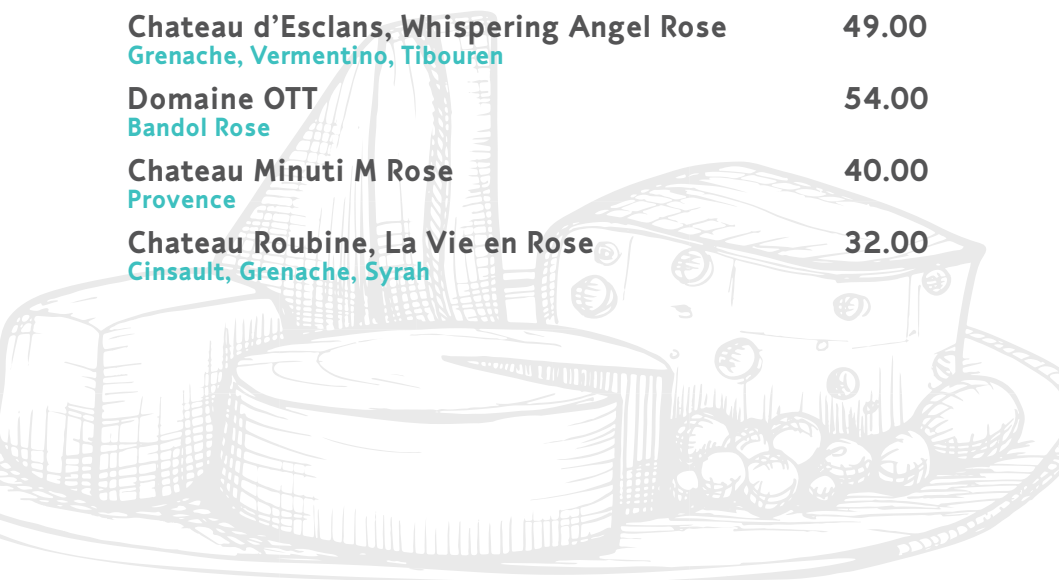 Chateau d'Esclans, Whispering Angel Rose 49.00
Grenache, Vermentino, Tibouren
Domaine OTT 54.00
Bandol Rose
Chateau Minuti M Rose 40.00
Provence
Chateau Roubine, La Vie en Rose 32.00
Cinsault, Grenache, Syrah